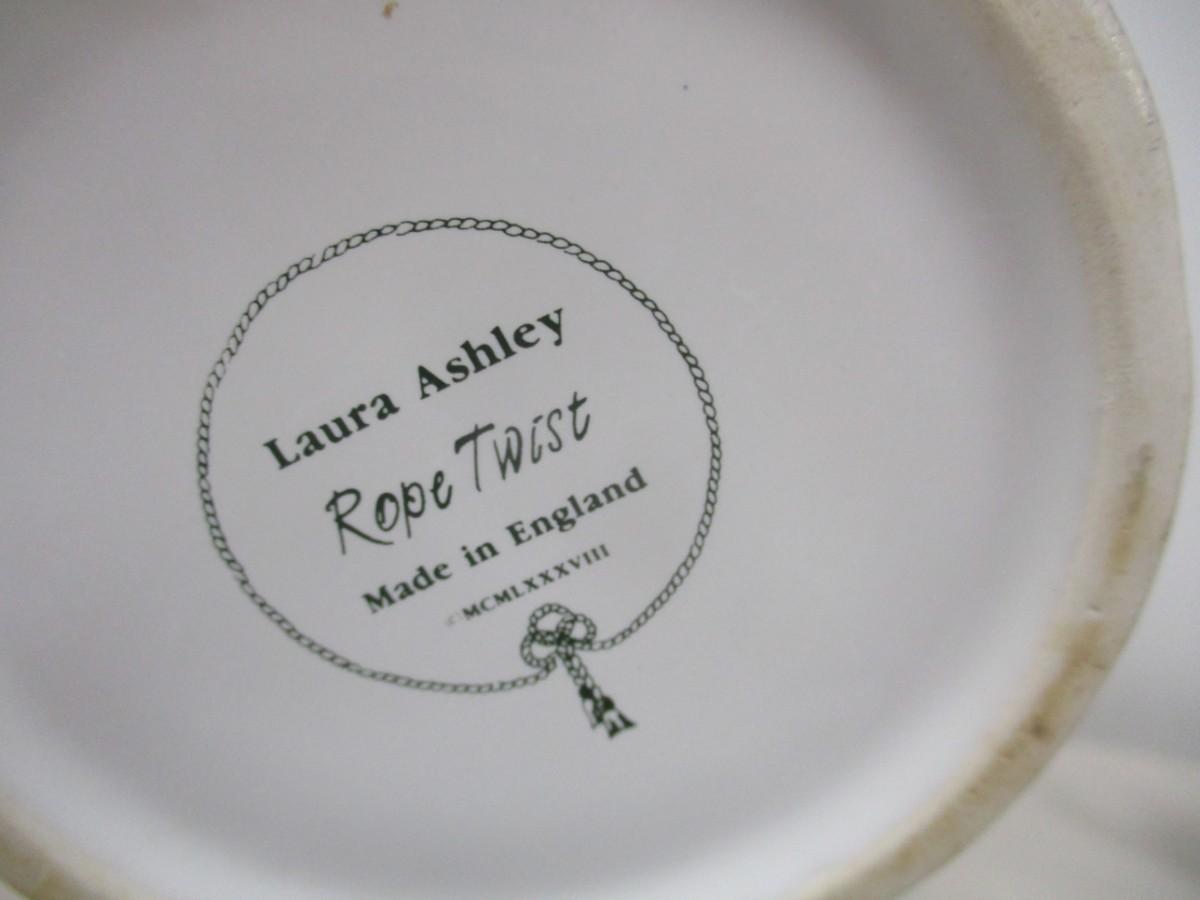 Laura Ashley
Rope Twist
Made in England
©MCMLXXXVIII